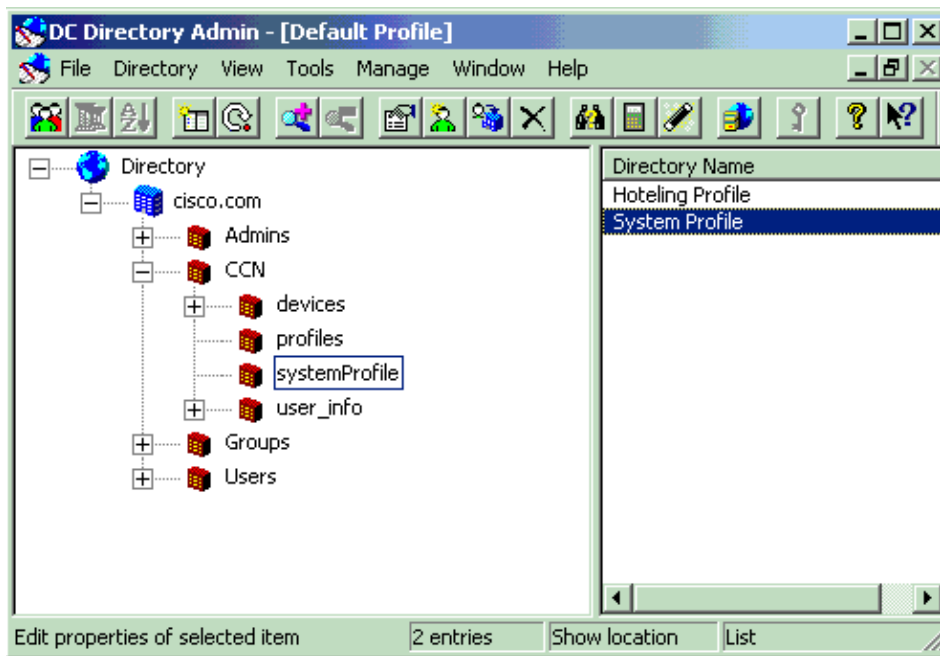 DC Directory Admin - [Default Profile]
File Directory View Tools Manage Window Help
Directory
cisco.com
Admins
CCN
devices
profiles
systemProfile
user_info
Groups
Users
Directory Name
Hoteling Profile
System Profile
Edit properties of selected item 2 entries Show location List